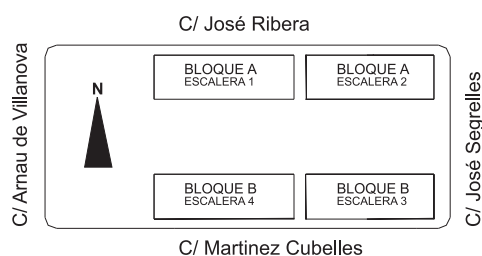 C/ José Ribera
C/ Arnau de Villanova
N
BLOQUE A
ESCALERA 1
BLOQUE A
ESCALERA 2
C/ José Segrelles
BLOQUE B
ESCALERA 4
BLOQUE B
ESCALERA 3
C/ Martinez Cubelles